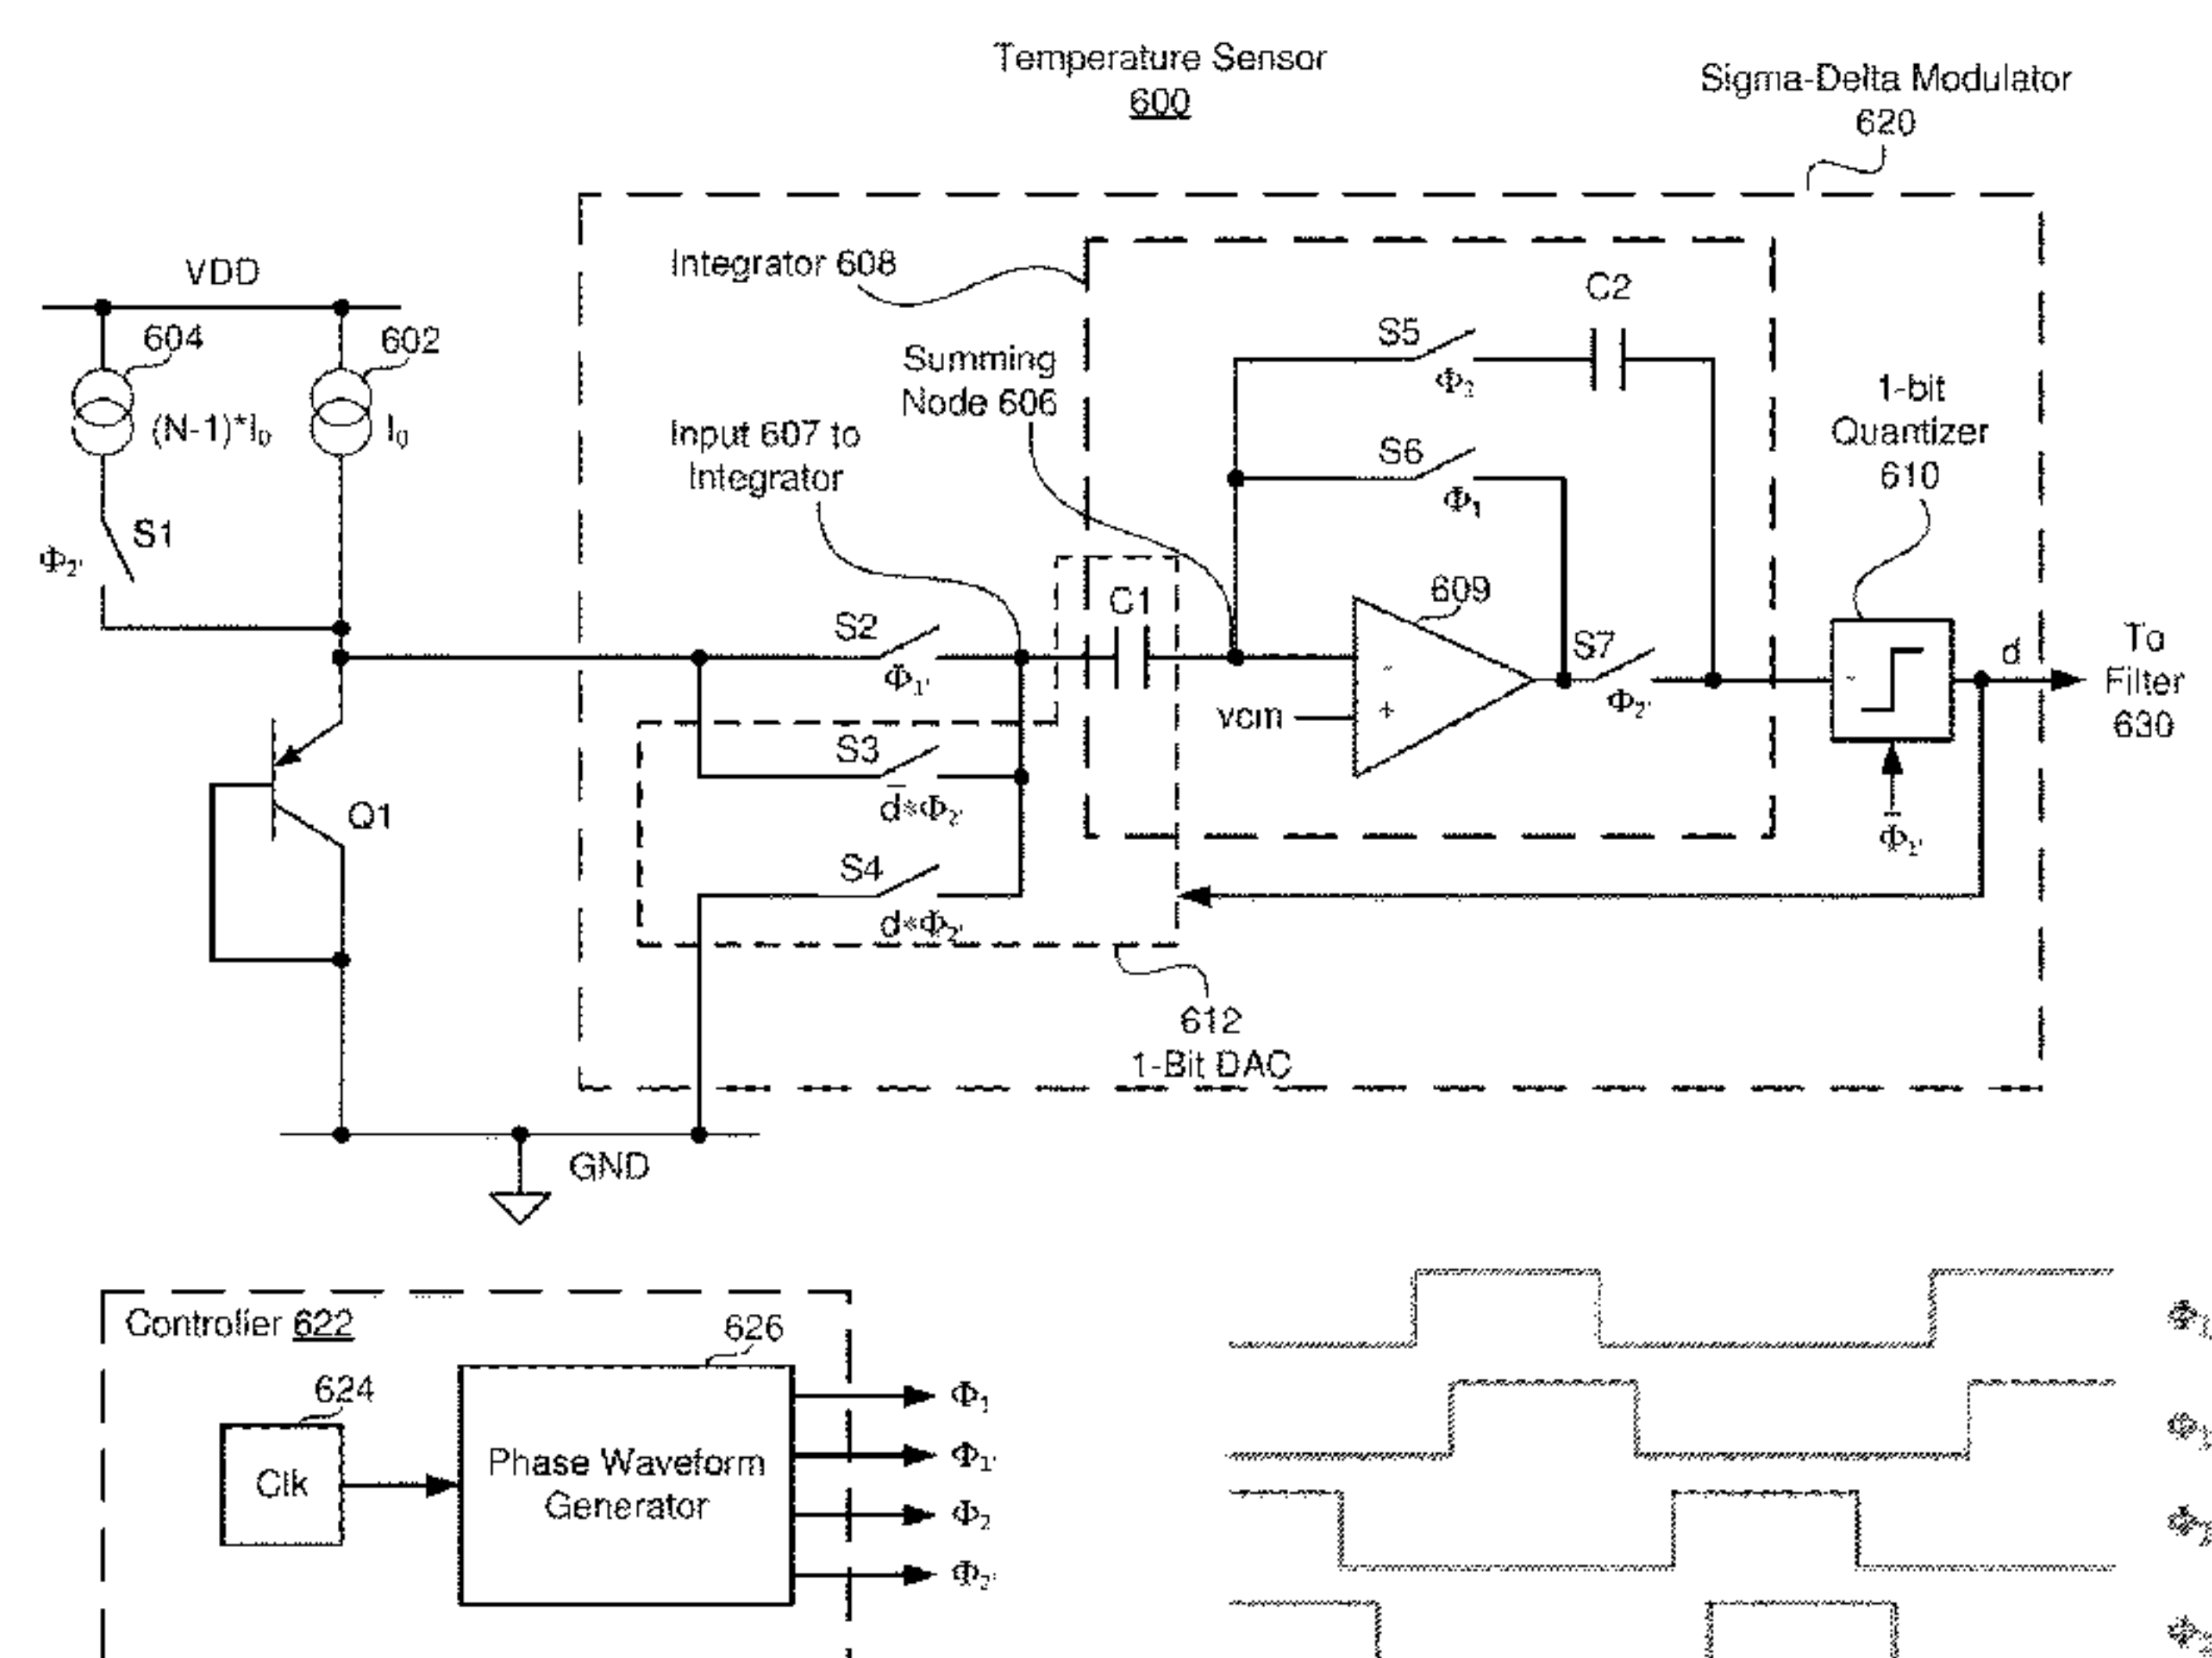 Temperature Sensor
600
Sigma-Delta Modulator
620
Integrator 608
C2
VDD
604
602
S5
Φ2
Summing
Node 606
1-bit
Quantizer
610
(N-1)*I0
I0
Input 607 to
Integrator
S6
Φ1
S1
Φ2'
C1
609
S2
Φ1'
S7
Φ2'
d
To
Filter
630
vcm
-
+
-
S3
d̅*Φ2'
Q1
S4
d*Φ2'
612
1-Bit DAC
GND
Controller 622
626
624
Clk
Phase Waveform
Generator
Φ1
Φ1'
Φ2
Φ2'